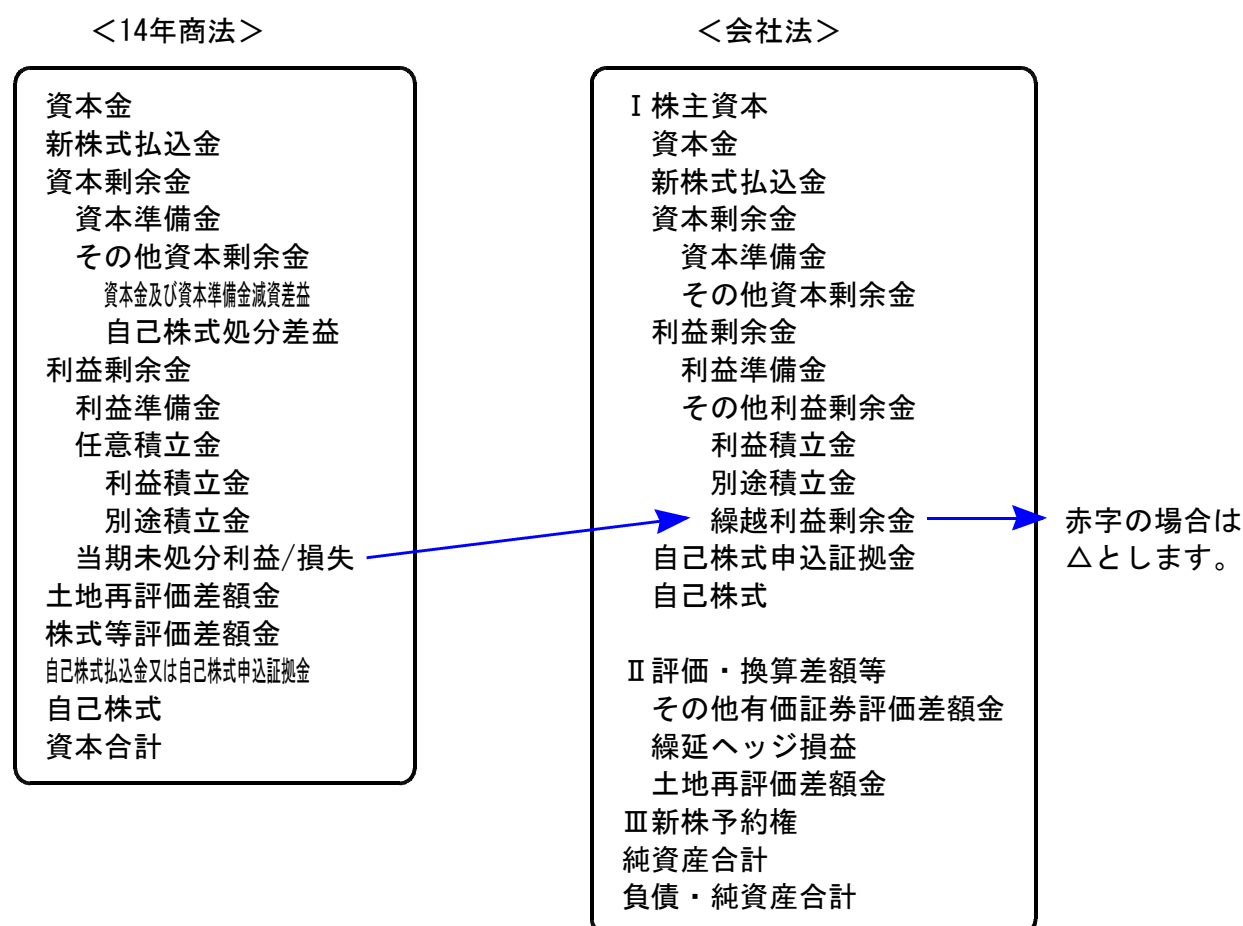 ＜14年商法＞
資本金
新株式払込金
資本剰余金
資本準備金
その他資本剰余金
資本金及び資本準備金減資差益
自己株式処分差益
利益剰余金
利益準備金
任意積立金
利益積立金
別途積立金
当期未処分利益/損失
土地再評価差額金
株式等評価差額金
自己株式払込金又は自己株式申込証拠金
自己株式
資本合計
＜会社法＞
Ⅰ株主資本
資本金
新株式払込金
資本剰余金
資本準備金
その他資本剰余金
利益剰余金
利益準備金
その他利益剰余金
利益積立金
別途積立金
繰越利益剰余金
自己株式申込証拠金
自己株式
Ⅱ評価・換算差額等
その他有価証券評価差額金
繰延ヘッジ損益
土地再評価差額金
Ⅲ新株予約権
純資産合計
負債・純資産合計
赤字の場合は
△とします。